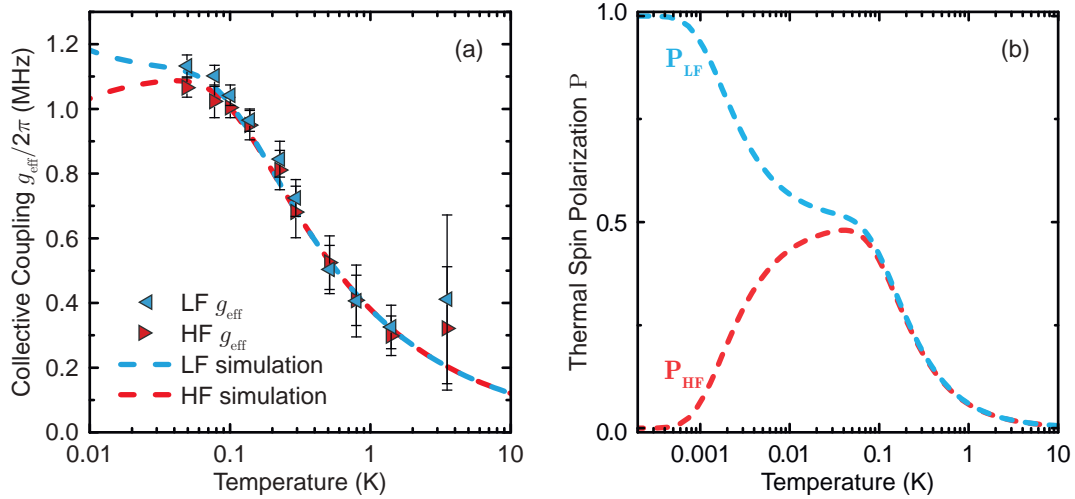 (a)
Collective Coupling g_eff/2π (MHz)
1.2
1.0
0.8
0.6
0.4
0.2
0.0
LF g_eff
HF g_eff
LF simulation
HF simulation
0.01
0.1
1
10
Temperature (K)
(b)
Thermal Spin Polarization P
1.0
0.5
0
P_LF
P_HF
0.001
0.01
0.1
1
10
Temperature (K)